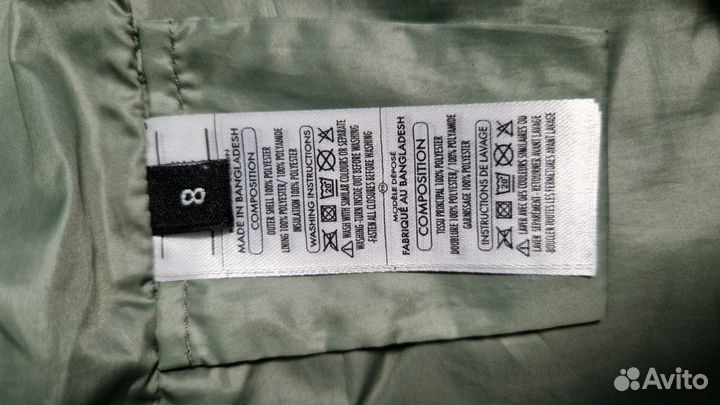 8
MADE IN BANGLADESH
COMPOSITION
OUTER SHELL 100% POLYESTER
LINING 100% POLYESTER/ 100% POLYAMIDE
INSULATION 100% POLYESTER
WASHING INSTRUCTIONS
WASH WITH SIMILAR COLOURS OR SEPARATE
WASHING-TURN INSIDE OUT BEFORE WASHING
-FASTEN ALL CLOSURES BEFORE WASHING
MODÈLE DÉPOSÉ
FABRIQUÉ AU BANGLADESH
COMPOSITION
TISSU PRINCIPAL 100% POLYESTER
DOUBLURE 100% POLYESTER/ 100% POLYAMIDE
GARNISSAGE 100% POLYESTER
INSTRUCTIONS DE LAVAGE
LAVER AVEC DES COULEURS SIMILAIRES OU
LAVER SÉPARÉMENT - RETOURNER AVANT LAVAGE
BOUCLER TOUTES LES FERMETURES AVANT LAVAGE
Avito